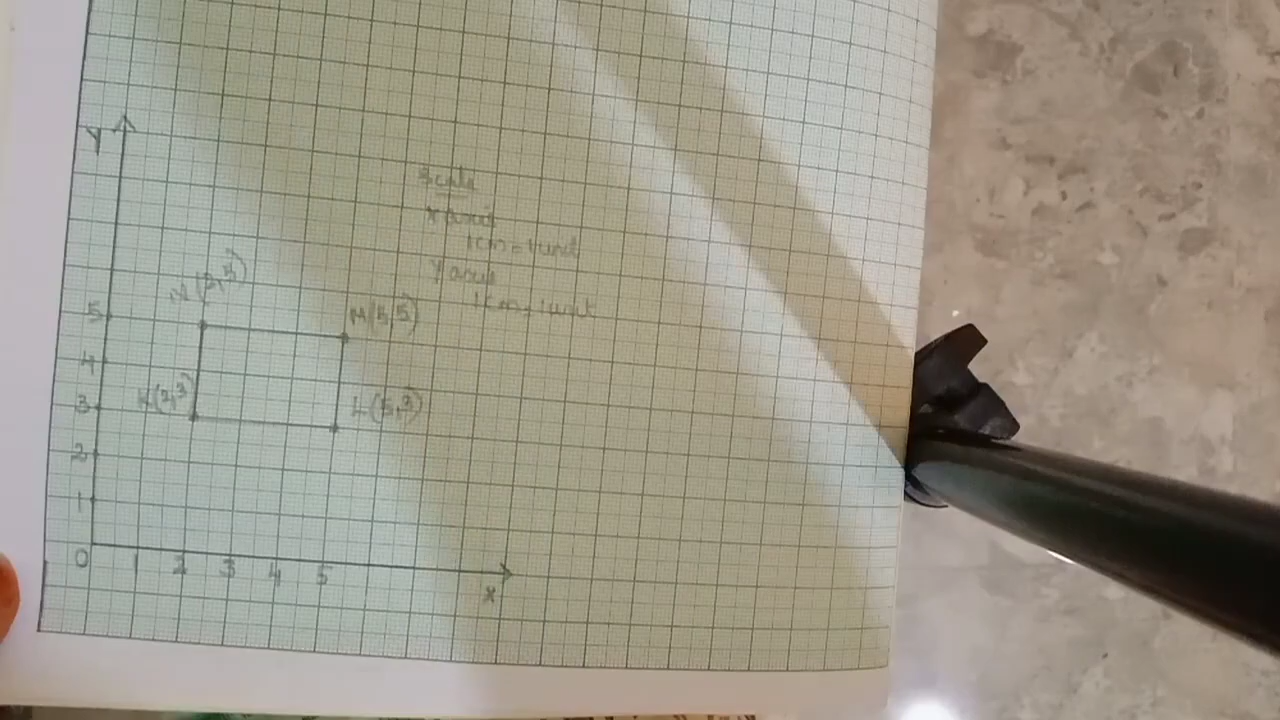 Y
Scale
X axis
1cm = 1unit
Y axis
1cm = 1unit
N(2,5)
M(5,5)
5
4
K(2,3)
L(5,3)
3
2
1
0 1 2 3 4 5
X